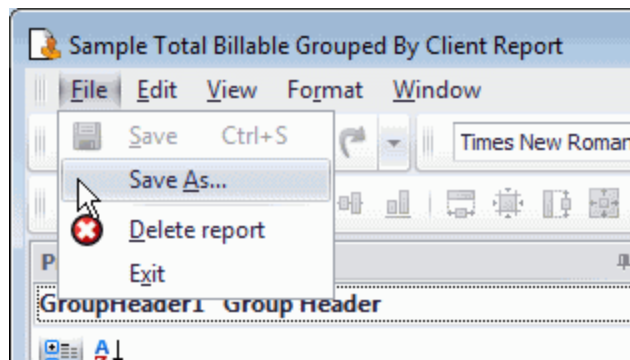 Sample Total Billable Grouped By Client Report
File Edit View Format Window
Save Ctrl+S
Times New Roman
Save As...
Delete report
Exit
P
GroupHeader1 Group Header
A
Z